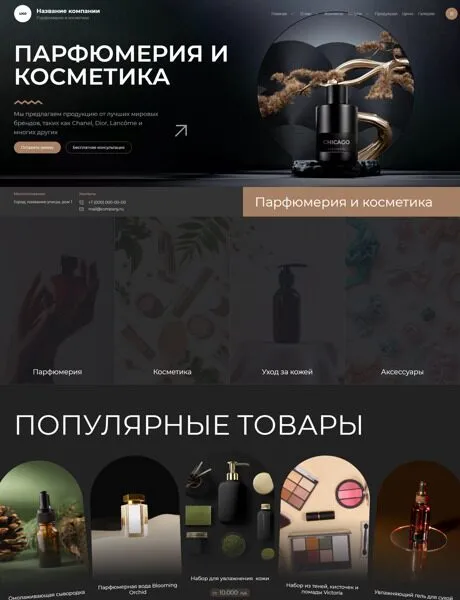 LOGO
Название компании
Парфюмерия и косметика
Главная
О нас
Контакты
Продукция
Цены
Галерея
ПАРФЮМЕРИЯ И
КОСМЕТИКА
Мы предлагаем продукцию от лучших мировых
брендов, таких как Chanel, Dior, Lancôme и
многих других
Оставить заявку
Бесплатная консультация
CHICAGO
Местоположение
Контакты
Город, название улицы, дом 1
+7 (000) 000-00-00
mail@company.ru
Парфюмерия и косметика
Парфюмерия
Косметика
Уход за кожей
Аксессуары
ПОПУЛЯРНЫЕ ТОВАРЫ
Омолаживающая сыворотка
Парфюмерная вода Blooming
Orchid
Набор для увлажнения кожи
от 10,000 руб.
Набор из теней, кисточек и
помады Victoria
Увлажняющий гель для сухой